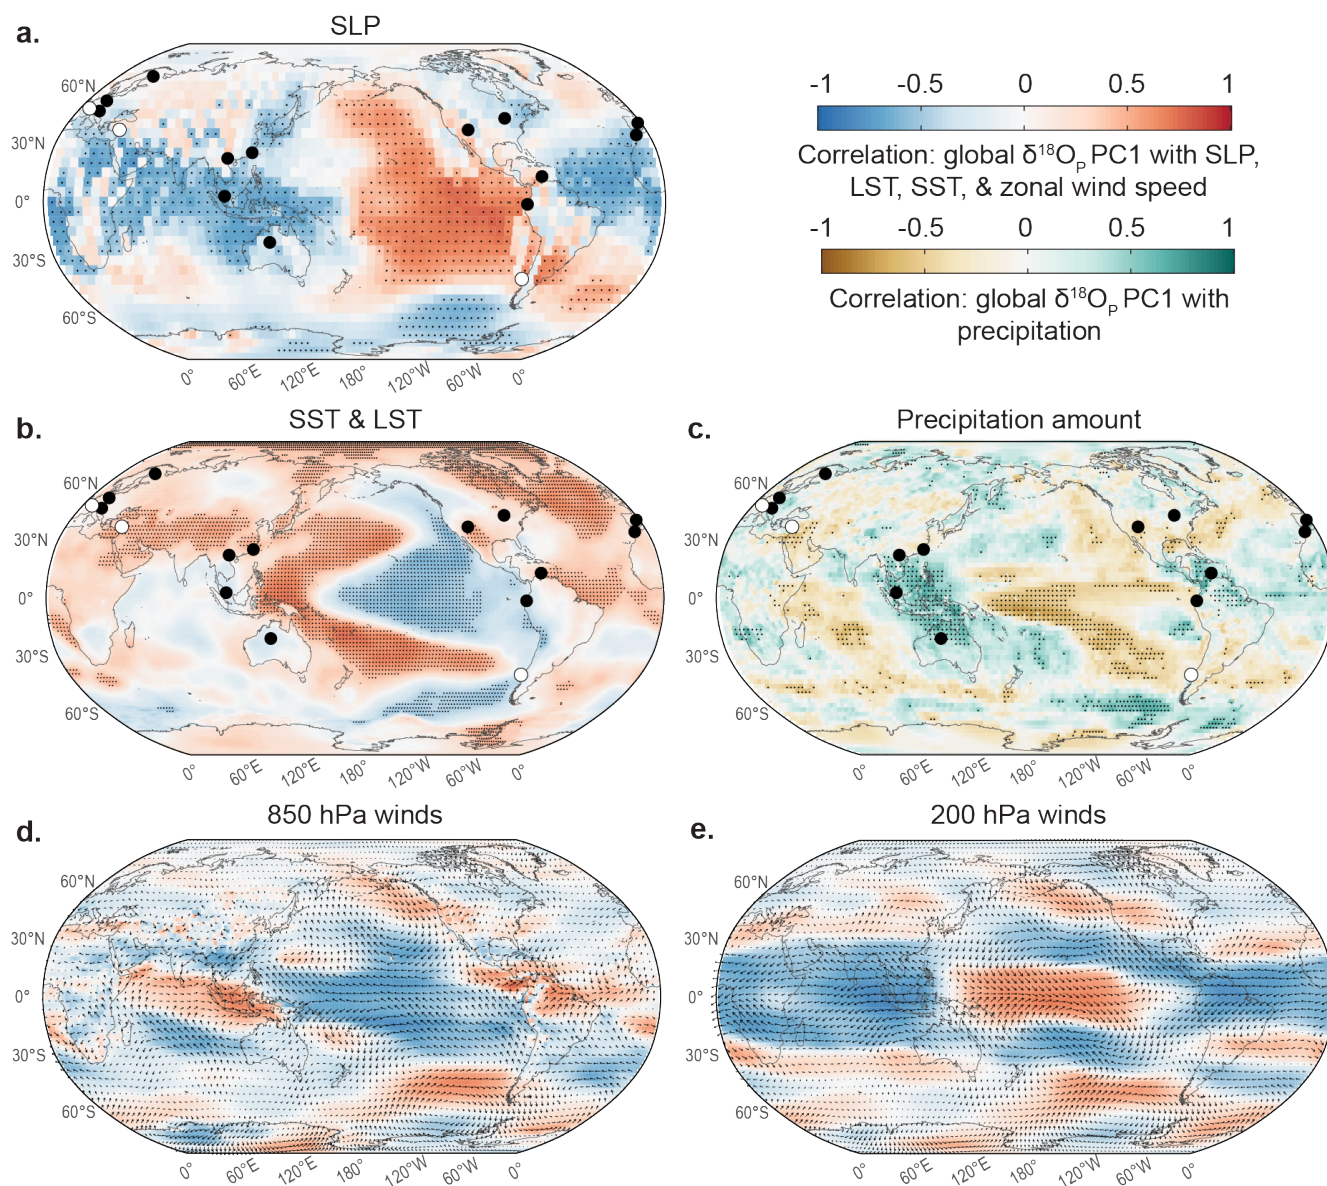 a.
SLP
60°N
30°N
0°
30°S
60°S
0°
60°E
120°E
180°
120°W
60°W
0°
-1 -0.5 0 0.5 1
Correlation: global δ¹⁸Oₚ PC1 with SLP,
LST, SST, & zonal wind speed
-1 -0.5 0 0.5 1
Correlation: global δ¹⁸Oₚ PC1 with
precipitation
b.
SST & LST
60°N
30°N
0°
30°S
60°S
0°
60°E
120°E
180°
120°W
60°W
0°
c.
Precipitation amount
60°N
30°N
0°
30°S
60°S
0°
60°E
120°E
180°
120°W
60°W
0°
d.
850 hPa winds
60°N
30°N
0°
30°S
60°S
0°
60°E
120°E
180°
120°W
60°W
0°
e.
200 hPa winds
60°N
30°N
0°
30°S
60°S
0°
60°E
120°E
180°
120°W
60°W
0°